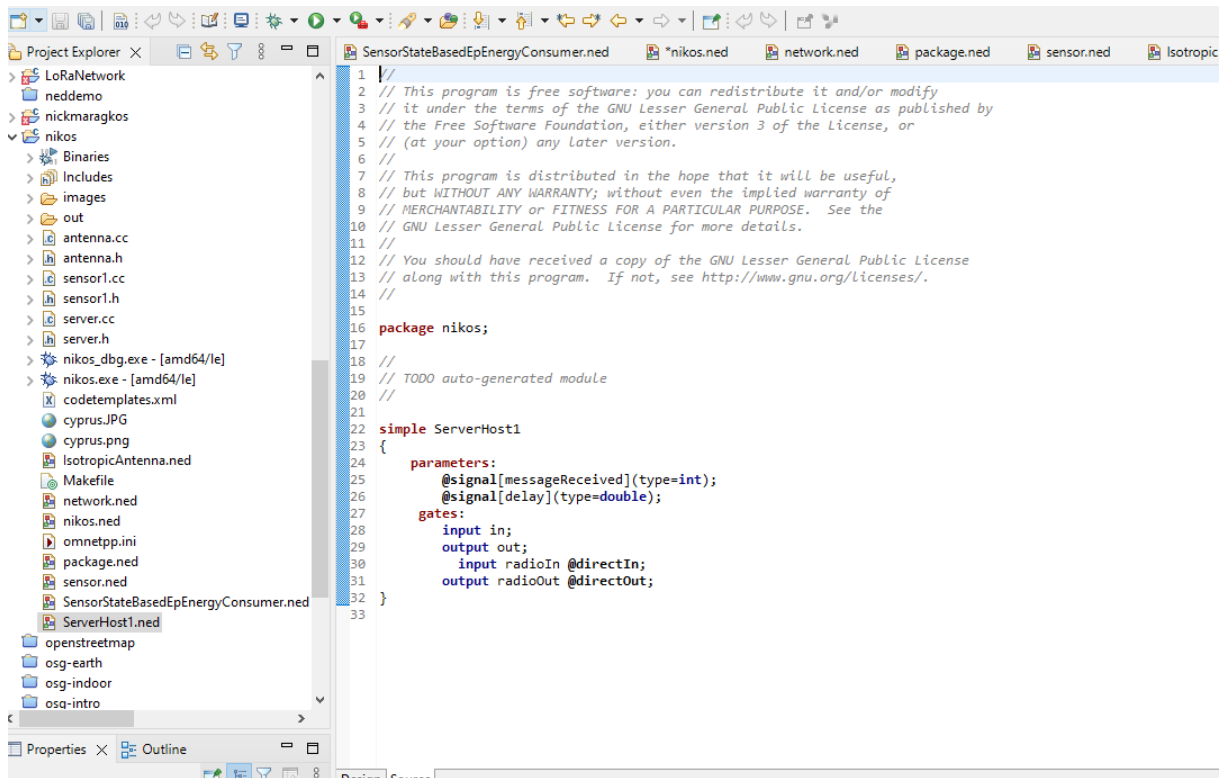 Project Explorer
LoRaNetwork
neddemo
nickmaragkos
nikos
Binaries
Includes
images
out
antenna.cc
antenna.h
sensor1.cc
sensor1.h
server.cc
server.h
nikos_dbg.exe - [amd64/le]
nikos.exe - [amd64/le]
codetemplates.xml
cyprus.JPG
cyprus.png
IsotropicAntenna.ned
Makefile
network.ned
nikos.ned
omnetpp.ini
package.ned
sensor.ned
SensorStateBasedEpEnergyConsumer.ned
ServerHost1.ned
openstreetmap
osg-earth
osg-indoor
osg-intro
Properties
Outline
SensorStateBasedEpEnergyConsumer.ned *nikos.ned network.ned package.ned sensor.ned Isotropic
1 //
2 // This program is free software: you can redistribute it and/or modify
3 // it under the terms of the GNU Lesser General Public License as published by
4 // the Free Software Foundation, either version 3 of the License, or
5 // (at your option) any later version.
6 //
7 // This program is distributed in the hope that it will be useful,
8 // but WITHOUT ANY WARRANTY; without even the implied warranty of
9 // MERCHANTABILITY or FITNESS FOR A PARTICULAR PURPOSE.  See the
10 // GNU Lesser General Public License for more details.
11 //
12 // You should have received a copy of the GNU Lesser General Public License
13 // along with this program.  If not, see http://www.gnu.org/licenses/.
14 //
15
16 package nikos;
17
18 //
19 // TODO auto-generated module
20 //
21
22 simple ServerHost1
23 {
24     parameters:
25         @signal[messageReceived](type=int);
26         @signal[delay](type=double);
27      gates:
28         input in;
29         output out;
30           input radioIn @directIn;
31         output radioOut @directOut;
32 }
33
Design Source